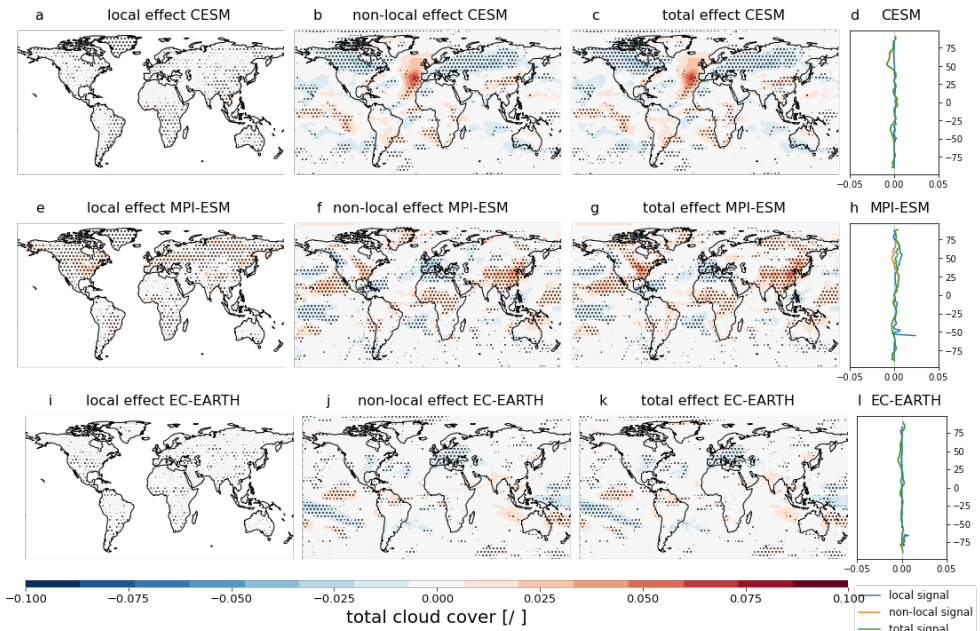 a local effect CESM b non-local effect CESM c total effect CESM d CESM
75
50
25
0
−25
−50
−75
−0.05 0.00 0.05
e local effect MPI-ESM f non-local effect MPI-ESM g total effect MPI-ESM h MPI-ESM
75
50
25
0
−25
−50
−75
−0.05 0.00 0.05
i local effect EC-EARTH j non-local effect EC-EARTH k total effect EC-EARTH l EC-EARTH
75
50
25
0
−25
−50
−75
−0.05 0.00 0.05
−0.100 −0.075 −0.050 −0.025 0.000 0.025 0.050 0.075 0.100
total cloud cover [/ ]
local signal
non-local signal
total signal